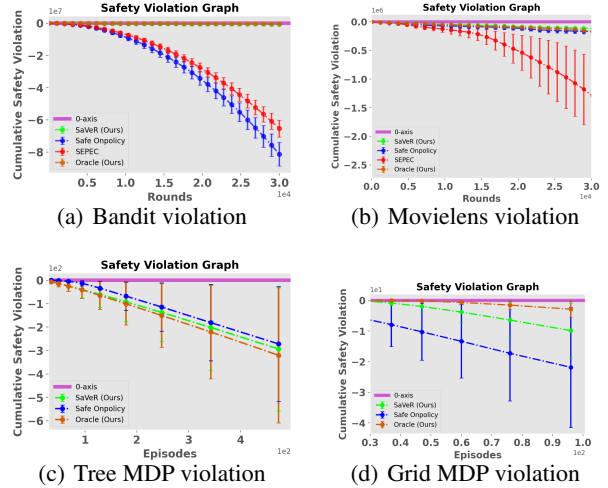 Safety Violation Graph
1e7
Cumulative Safety Violation
0
−2
−4
−6
−8
0-axis
SaVeR (Ours)
Safe Onpolicy
SEPEC
Oracle (Ours)
0.5 1.0 1.5 2.0 2.5 3.0
Rounds
1e4
(a) Bandit violation
Safety Violation Graph
1e6
Cumulative Safety Violation
0.0
−0.5
−1.0
−1.5
−2.0
−2.5
0-axis
SaVeR (Ours)
Safe Onpolicy
SEPEC
Oracle (Ours)
0.0 0.5 1.0 1.5 2.0 2.5 3.0
Rounds
1e4
(b) Movielens violation
Safety Violation Graph
1e2
Cumulative Safety Violation
0
−1
−2
−3
−4
−5
−6
0-axis
SaVeR (Ours)
Safe Onpolicy
Oracle (Ours)
1 2 3 4
Episodes
1e2
(c) Tree MDP violation
Safety Violation Graph
1e1
Cumulative Safety Violation
0
−1
−2
−3
−4
0-axis
SaVeR (Ours)
Safe Onpolicy
Oracle (Ours)
0.3 0.4 0.5 0.6 0.7 0.8 0.9 1.0
Episodes
1e2
(d) Grid MDP violation